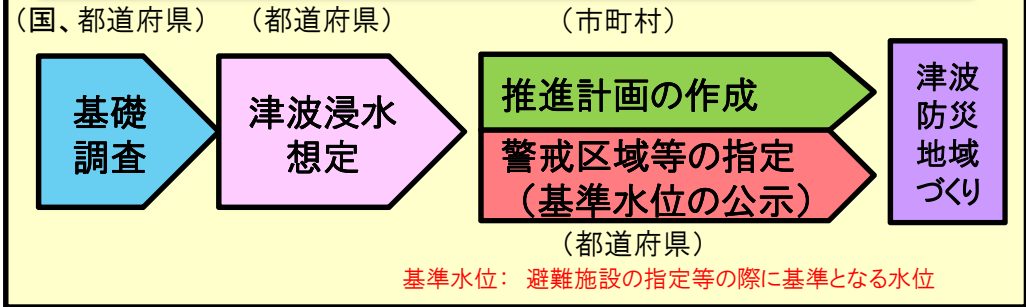 （国、都道府県）
（都道府県）
（市町村）
基礎
調査
津波浸水
想定
推進計画の作成
警戒区域等の指定
（基準水位の公示）
津波
防災
地域
づくり
（都道府県）
基準水位： 避難施設の指定等の際に基準となる水位